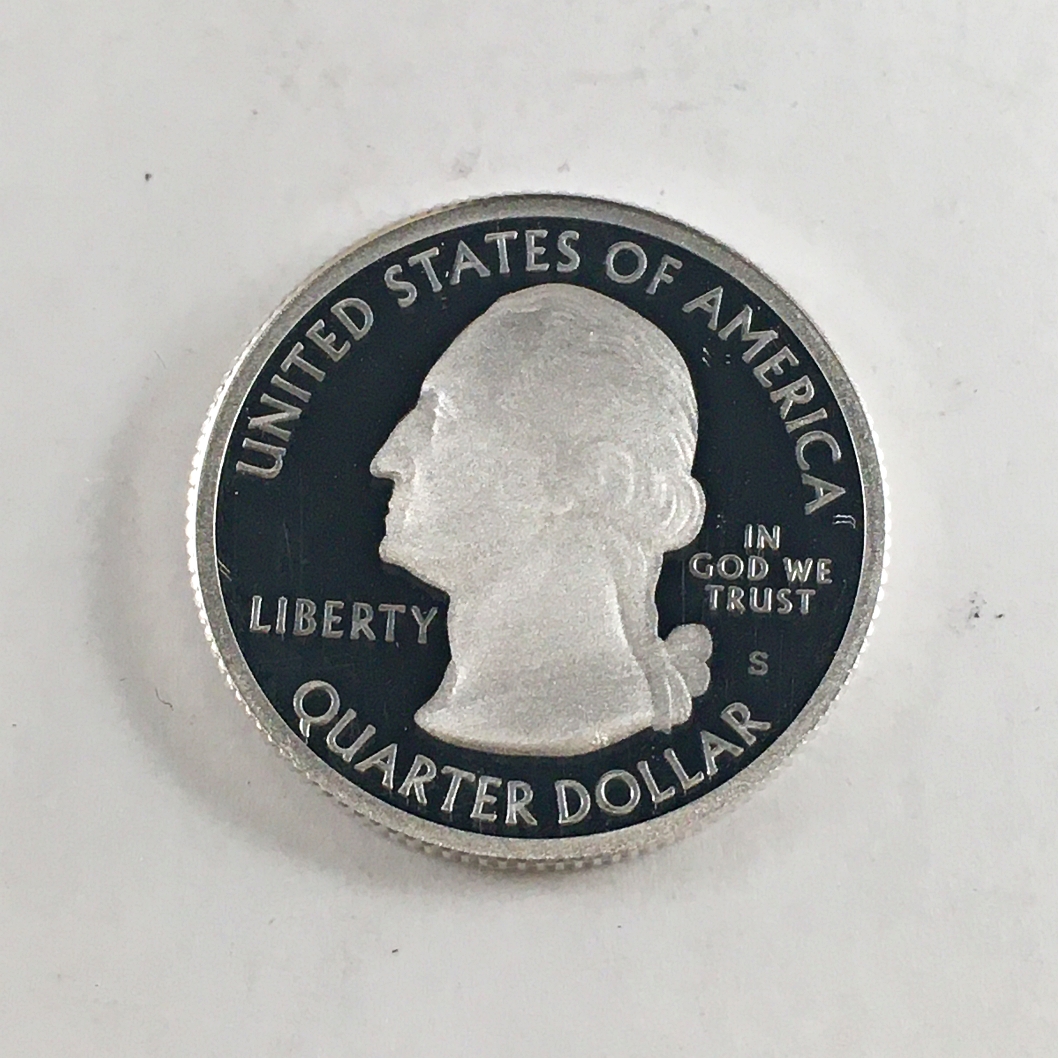 UNITED STATES OF AMERICA
LIBERTY
IN
GOD WE
TRUST
S
QUARTER DOLLAR